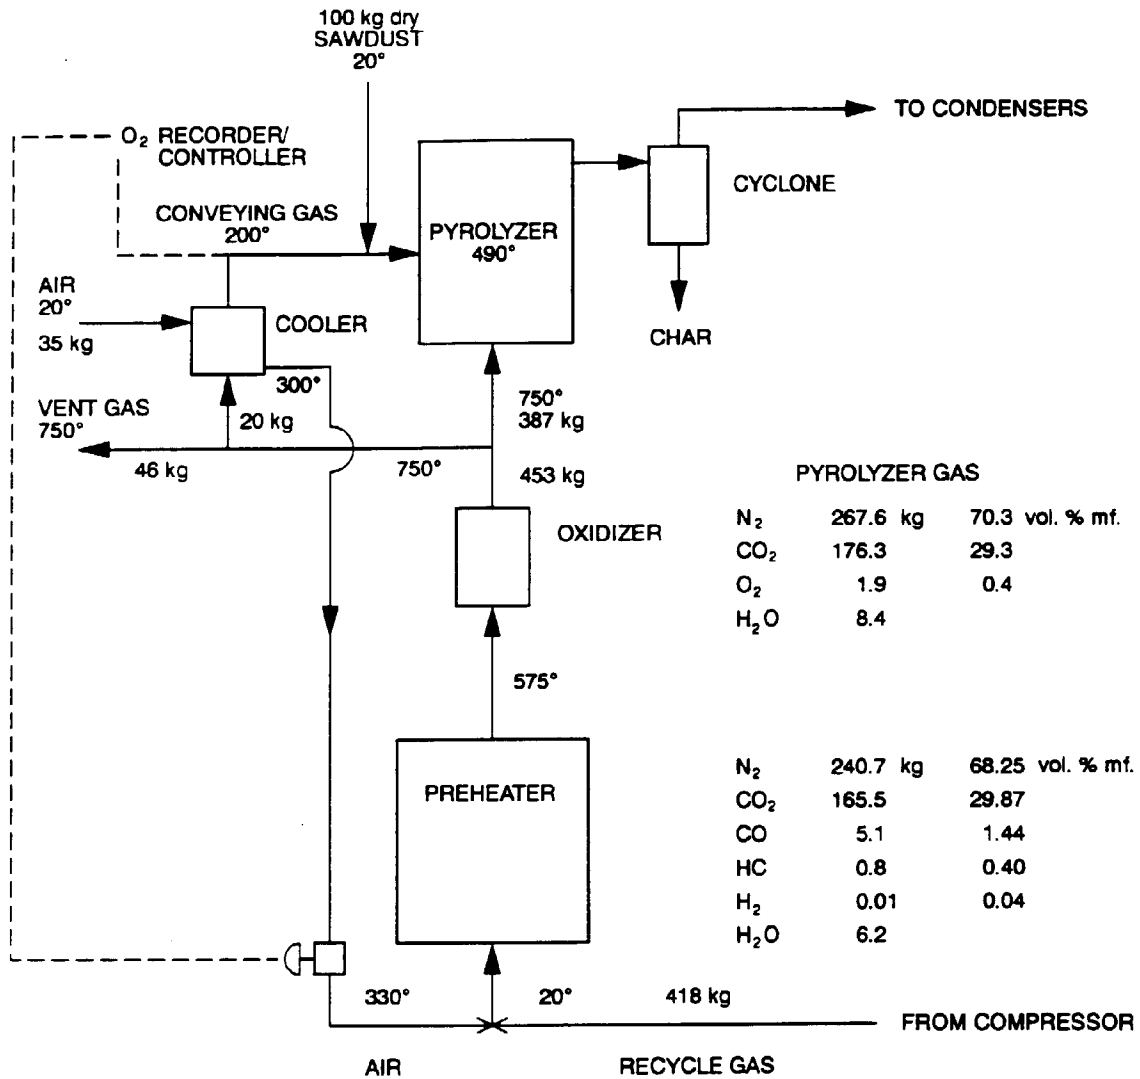 100 kg dry
SAWDUST
20°
TO CONDENSERS
O₂ RECORDER/
CONTROLLER
CYCLONE
CONVEYING GAS
200°
PYROLYZER
490°
AIR
20°
35 kg
COOLER
CHAR
300°
VENT GAS
750°
20 kg
750°
387 kg
46 kg
750°
453 kg
PYROLYZER GAS
N₂ 267.6 kg 70.3 vol. % mf.
CO₂ 176.3 29.3
O₂ 1.9 0.4
H₂O 8.4
OXIDIZER
575°
PREHEATER
N₂ 240.7 kg 68.25 vol. % mf.
CO₂ 165.5 29.87
CO 5.1 1.44
HC 0.8 0.40
H₂ 0.01 0.04
H₂O 6.2
330°
20°
418 kg
FROM COMPRESSOR
AIR
RECYCLE GAS